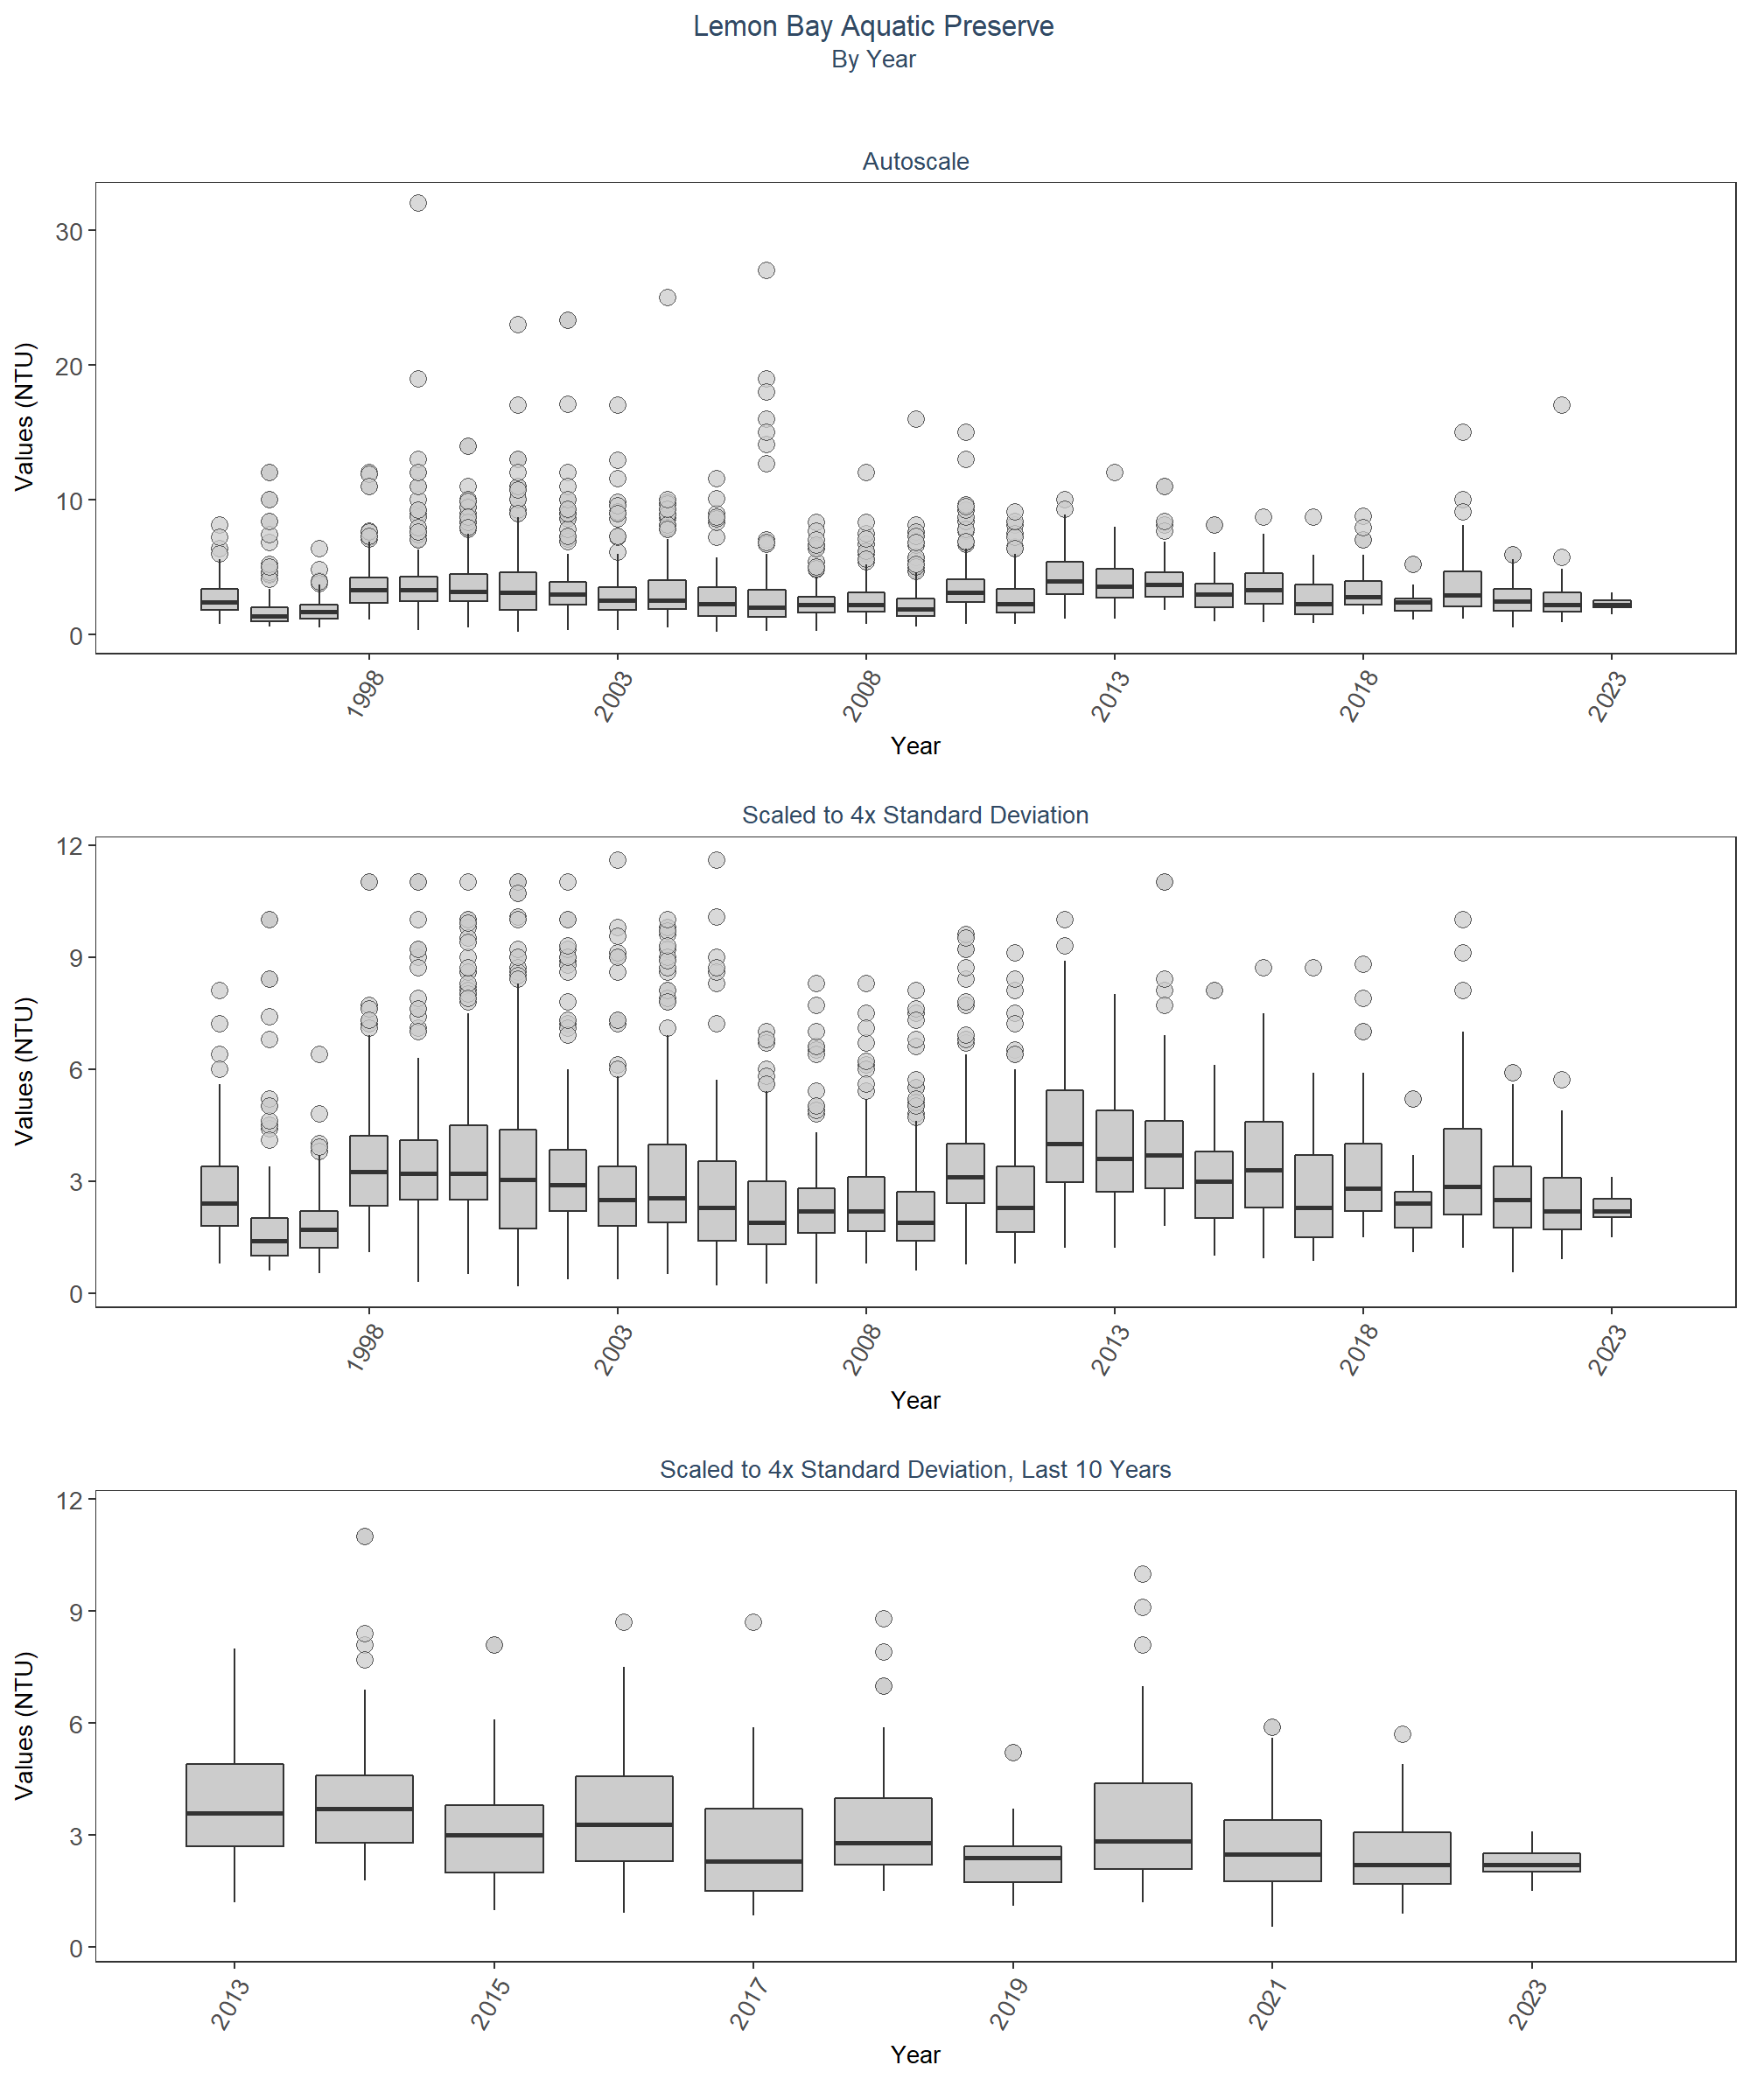 Lemon Bay Aquatic Preserve
By Year
Autoscale
Values (NTU)
30
20
10
0
1998
2003
2008
2013
2018
2023
Year
Scaled to 4x Standard Deviation
Values (NTU)
12
9
6
3
0
1998
2003
2008
2013
2018
2023
Year
Scaled to 4x Standard Deviation, Last 10 Years
Values (NTU)
12
9
6
3
0
2013
2015
2017
2019
2021
2023
Year